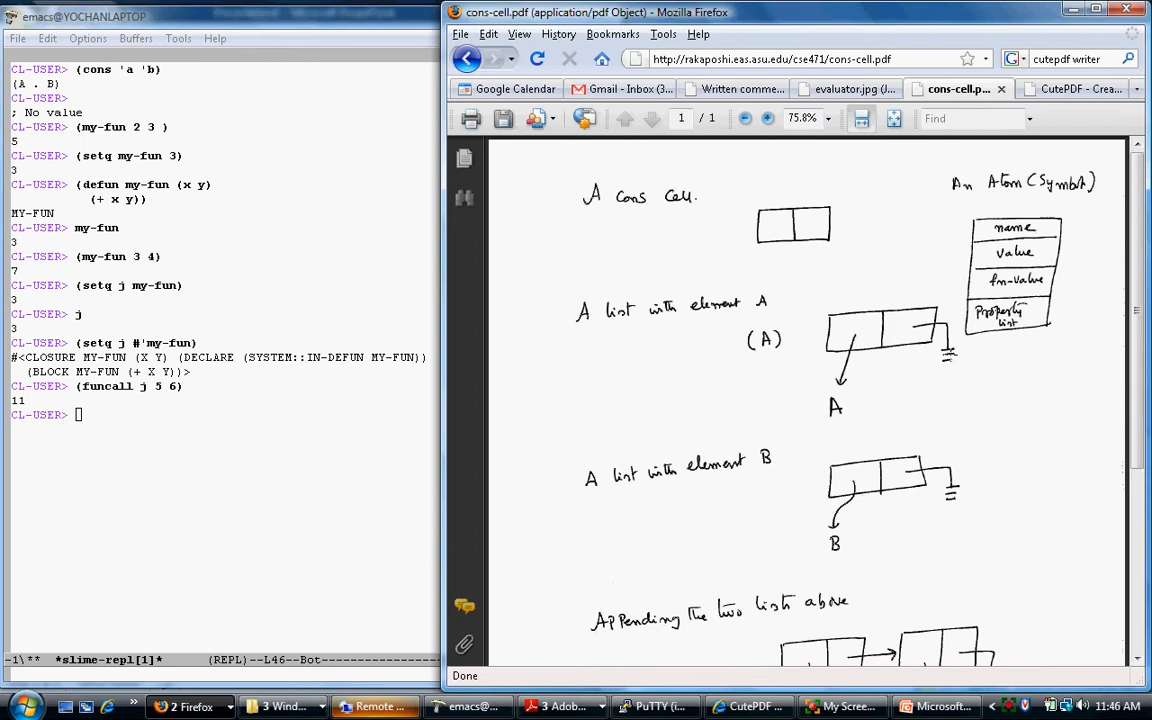 emacs@YOCHANLAPTOP
File Edit Options Buffers Tools Help
CL-USER> (cons 'a 'b)
(A . B)
CL-USER>
; No value
CL-USER> (my-fun 2 3 )
5
CL-USER> (setq my-fun 3)
3
CL-USER> (defun my-fun (x y)
(+ x y))
MY-FUN
CL-USER> my-fun
3
CL-USER> (my-fun 3 4)
7
CL-USER> (setq j my-fun)
3
CL-USER> j
3
CL-USER> (setq j #'my-fun)
#<CLOSURE MY-FUN (X Y) (DECLARE (SYSTEM::IN-DEFUN MY-FUN))
(BLOCK MY-FUN (+ X Y))>
CL-USER> (funcall j 5 6)
11
CL-USER>
-1\** *slime-repl[1]* (REPL)--L46--Bot
cons-cell.pdf (application/pdf Object) - Mozilla Firefox
File Edit View History Bookmarks Tools Help
http://rakaposhi.eas.asu.edu/cse471/cons-cell.pdf
cutepdf writer
Google Calendar Gmail - Inbox (3... Written comme... evaluator.jpg (I... cons-cell.p... CutePDF - Crea...
1 / 1 75.8% Find
A cons cell.
An Atom (Symbol)
name
value
fn-value
Property
list
A list with element A
(A)
A
A list with element B
B
Appending the two lists above
Done
2 Firefox 3 Wind... Remote ... emacs@... 3 Adob... PuTTY (i... CutePDF ... My Scree... Microsoft... 11:46 AM